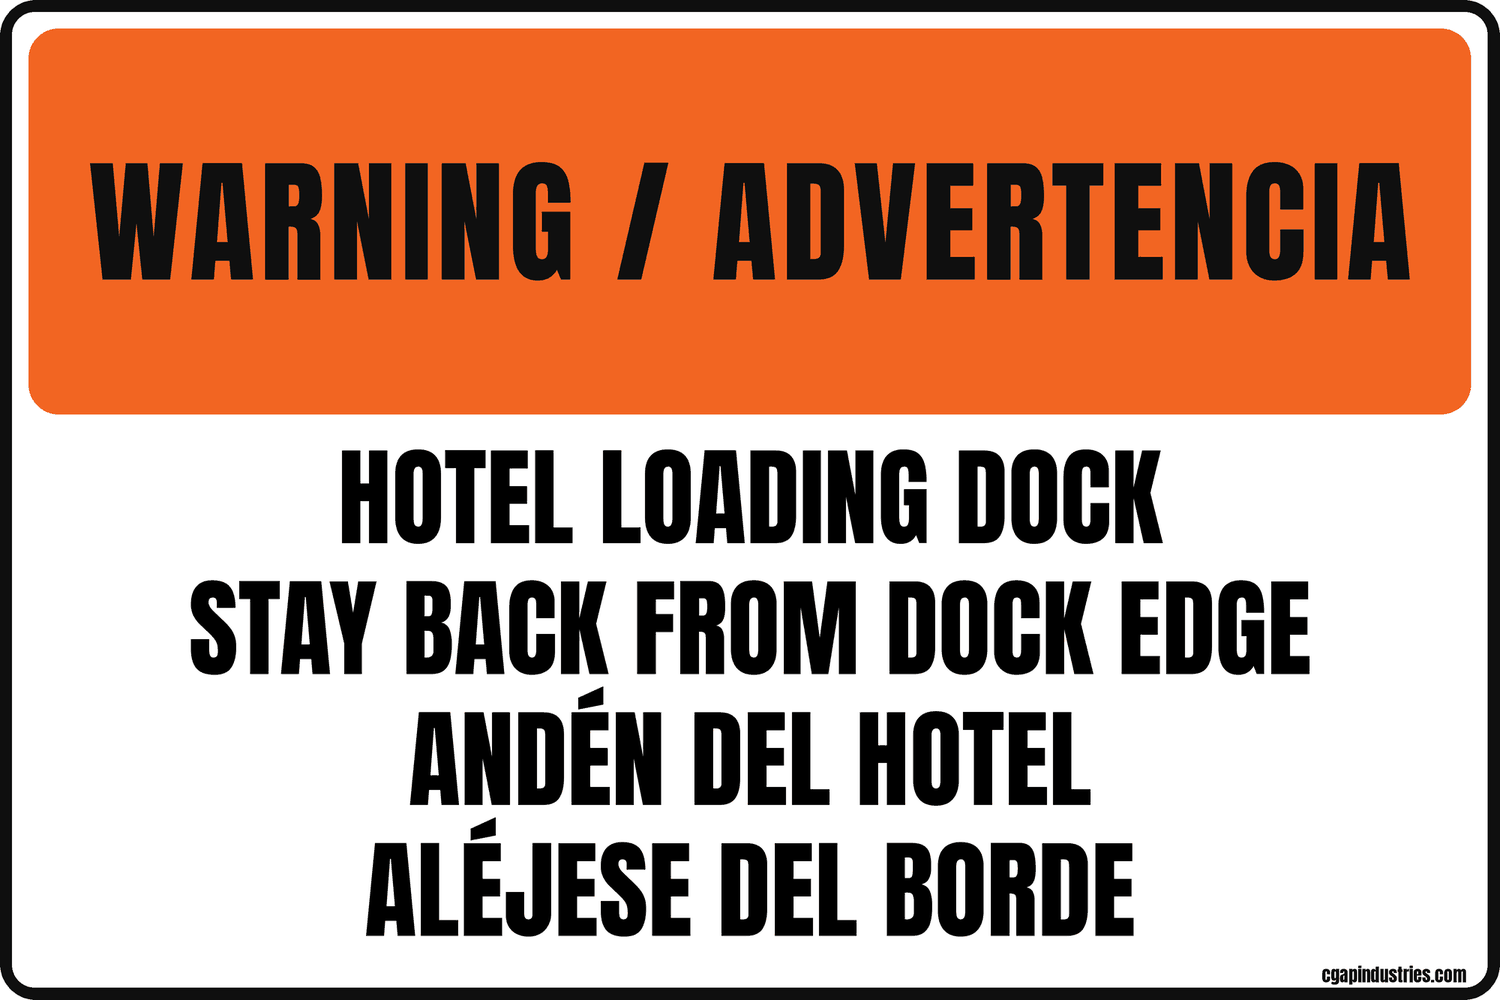 WARNING / ADVERTENCIA
HOTEL LOADING DOCK
STAY BACK FROM DOCK EDGE
ANDÉN DEL HOTEL
ALÉJESE DEL BORDE
cgapindustries.com